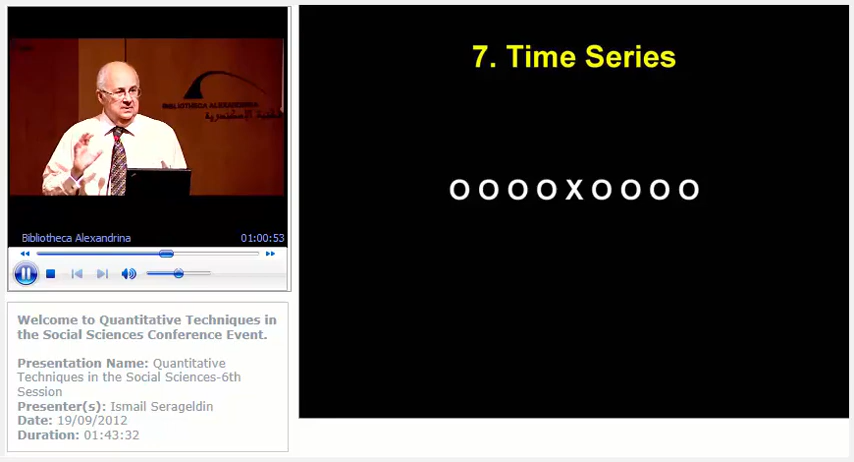 BIBLIOTHECA ALEXANDRINA
Bibliotheca Alexandrina 01:00:53
Welcome to Quantitative Techniques in
the Social Sciences Conference Event.
Presentation Name: Quantitative
Techniques in the Social Sciences-6th
Session
Presenter(s): Ismail Serageldin
Date: 19/09/2012
Duration: 01:43:32
7. Time Series
O O O O X O O O O